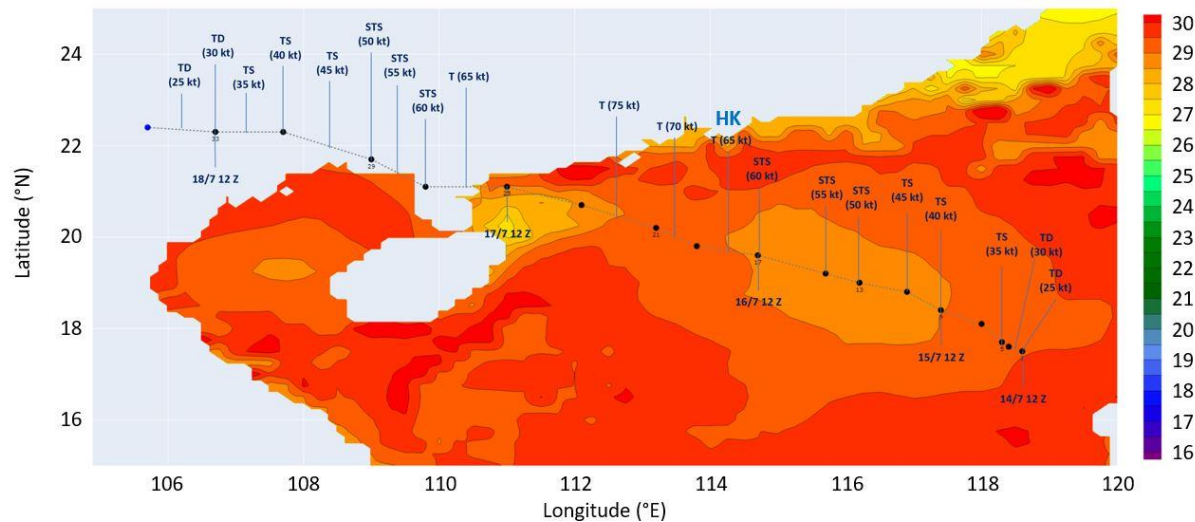 24
22
20
18
16
Latitude (°N)
106
108
110
112
114
116
118
120
Longitude (°E)
TD
(25 kt)
TD
(30 kt)
TS
(35 kt)
TS
(40 kt)
TS
(45 kt)
STS
(50 kt)
STS
(55 kt)
STS
(60 kt)
T (65 kt)
T (75 kt)
T (70 kt)
HK
T (65 kt)
STS
(60 kt)
STS
(55 kt)
STS
(50 kt)
TS
(45 kt)
TS
(40 kt)
TS
(35 kt)
TD
(30 kt)
TD
(25 kt)
33
29
21
17
13
18/7 12 Z
17/7 12 Z
16/7 12 Z
15/7 12 Z
14/7 12 Z
30
29
28
27
26
25
24
23
22
21
20
19
18
17
16